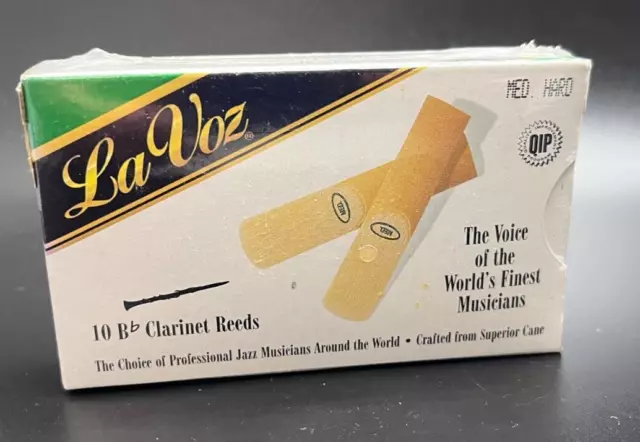 La Voz®
MED. HARD
QIP
The Voice
of the
World's Finest
Musicians
10 B♭ Clarinet Reeds
The Choice of Professional Jazz Musicians Around the World • Crafted from Superior Cane